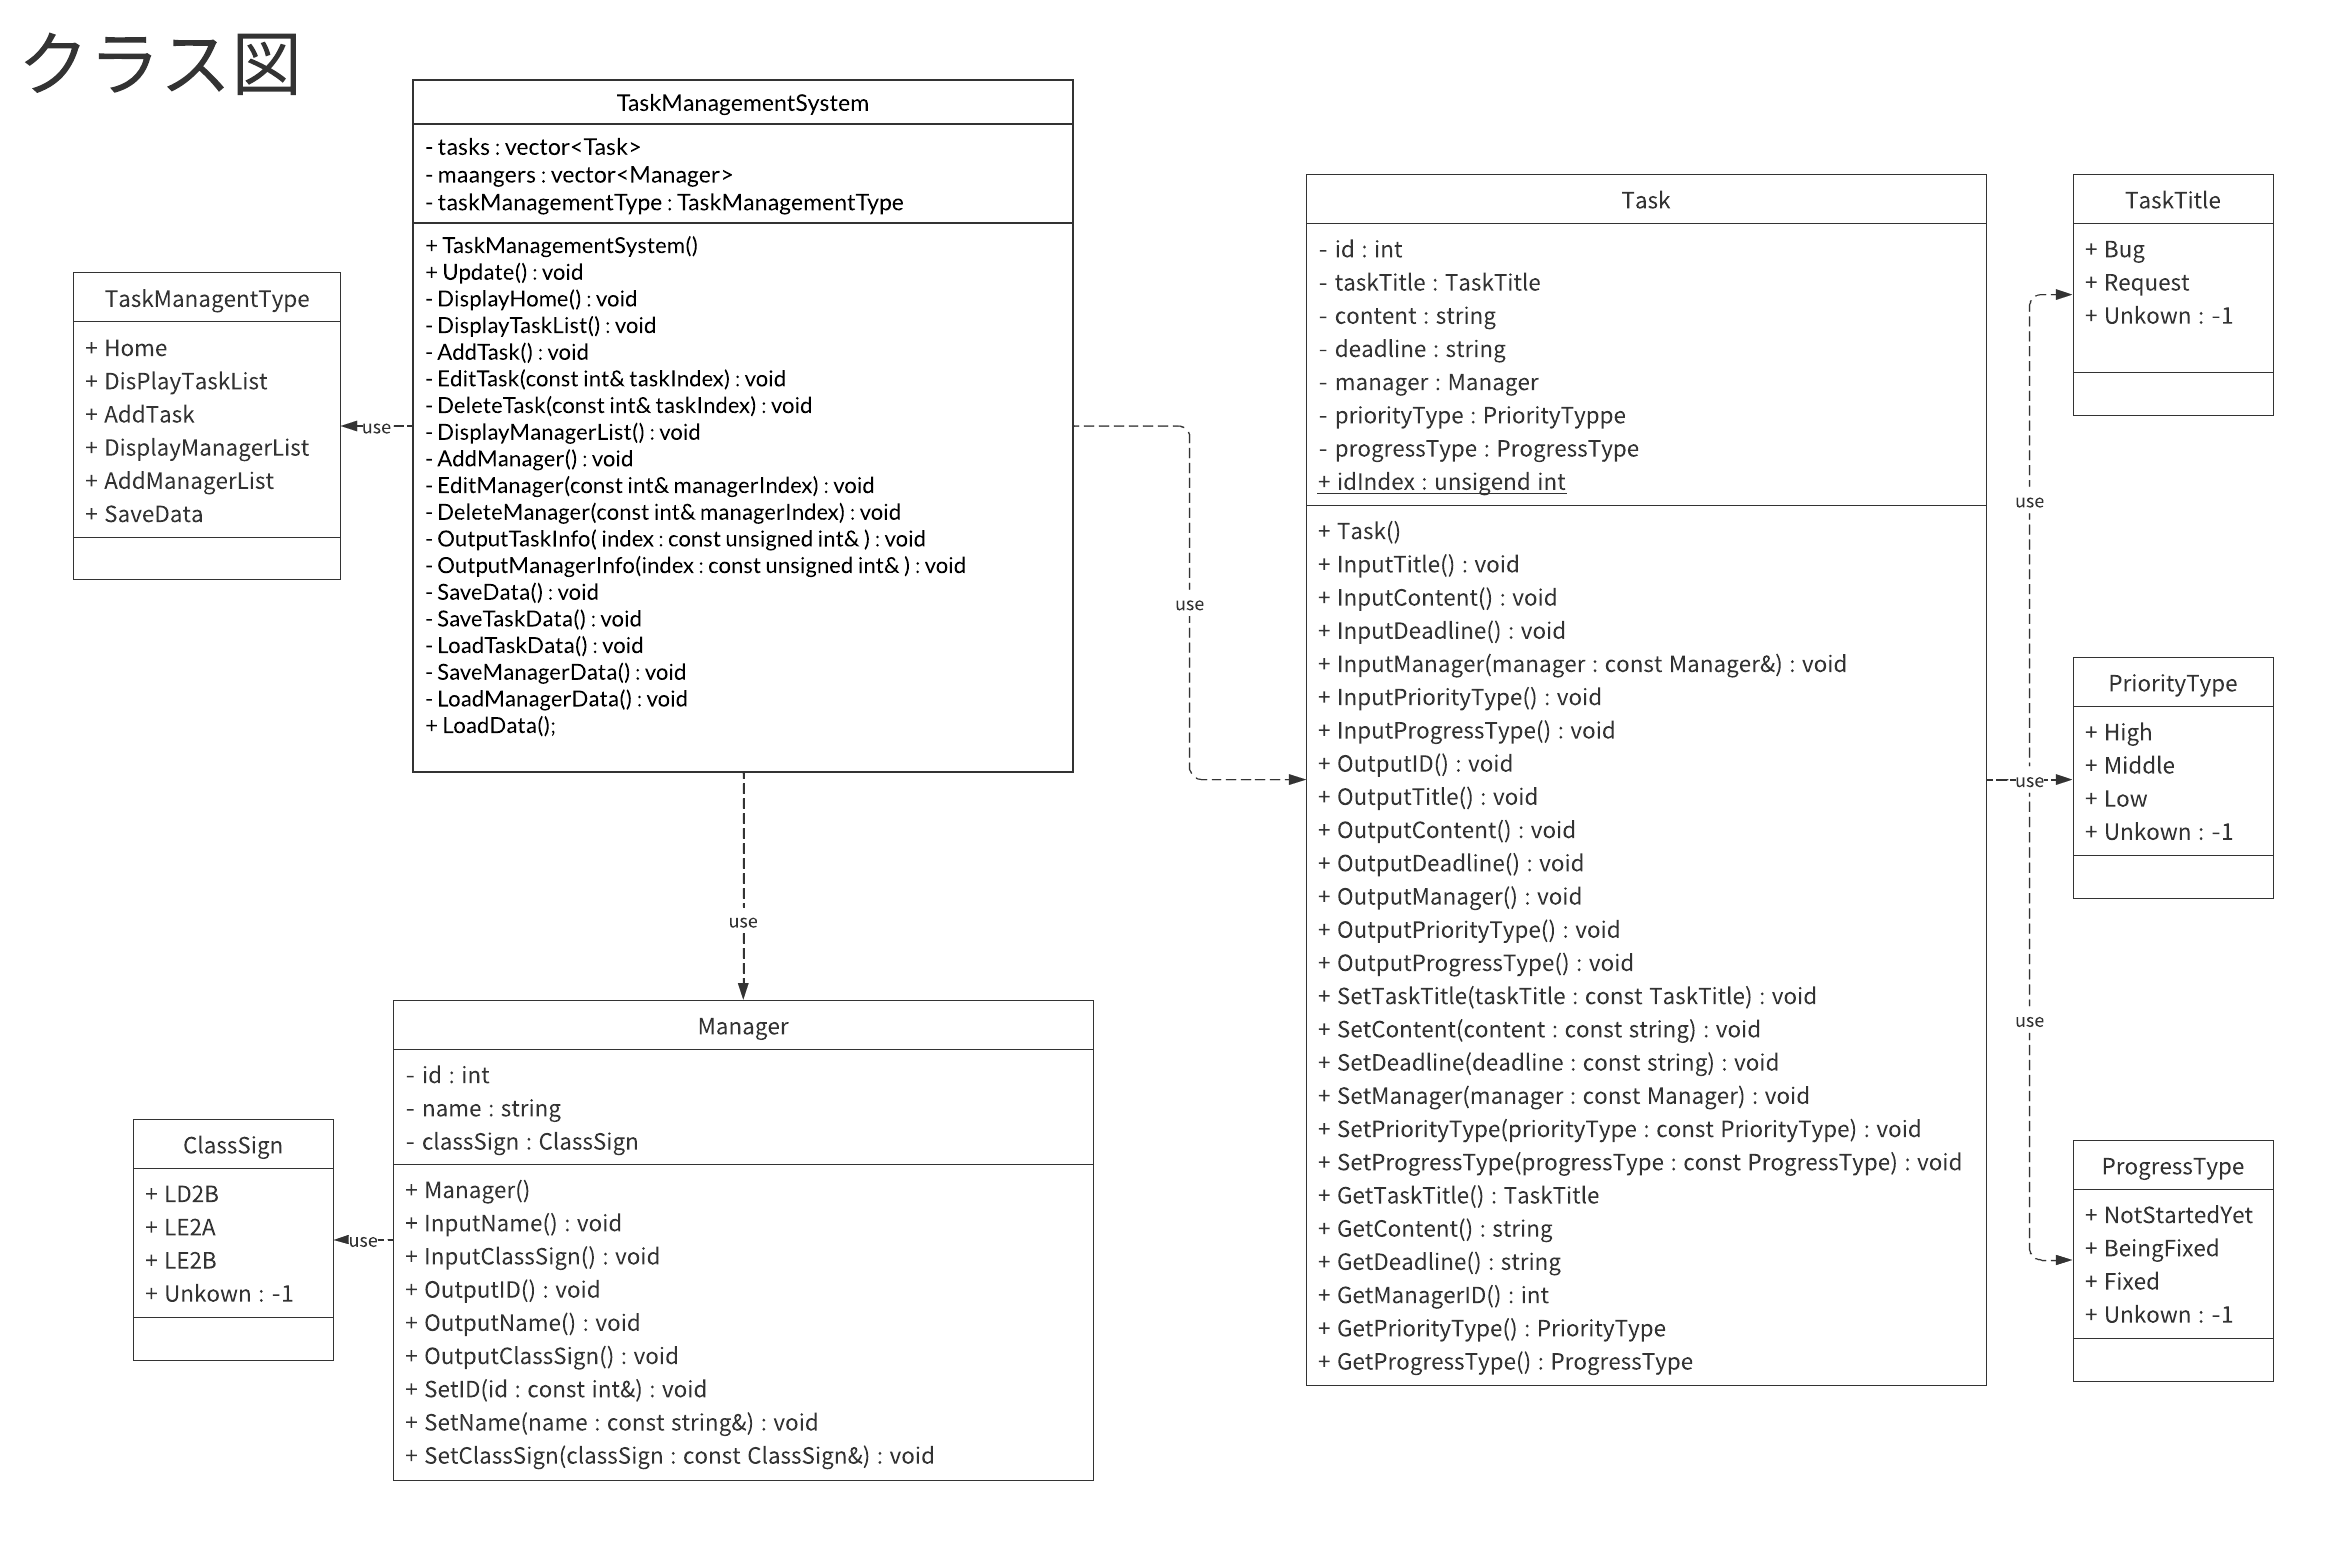 クラス図
TaskManagementSystem
- tasks : vector<Task>
- maangers : vector<Manager>
- taskManagementType : TaskManagementType
+ TaskManagementSystem()
+ Update() : void
- DisplayHome() : void
- DisplayTaskList() : void
- AddTask() : void
- EditTask(const int& taskIndex) : void
- DeleteTask(const int& taskIndex) : void
- DisplayManagerList() : void
- AddManager() : void
- EditManager(const int& managerIndex) : void
- DeleteManager(const int& managerIndex) : void
- OutputTaskInfo( index : const unsigned int& ) : void
- OutputManagerInfo(index : const unsigned int& ) : void
- SaveData() : void
- SaveTaskData() : void
- LoadTaskData() : void
- SaveManagerData() : void
- LoadManagerData() : void
+ LoadData();
TaskManagentType
+ Home
+ DisPlayTaskList
+ AddTask
+ DisplayManagerList
+ AddManagerList
+ SaveData
use
use
use
Manager
- id : int
- name : string
- classSign : ClassSign
+ Manager()
+ InputName() : void
+ InputClassSign() : void
+ OutputID() : void
+ OutputName() : void
+ OutputClassSign() : void
+ SetID(id : const int&) : void
+ SetName(name : const string&) : void
+ SetClassSign(classSign : const ClassSign&) : void
use
ClassSign
+ LD2B
+ LE2A
+ LE2B
+ Unkown : -1
Task
- id : int
- taskTitle : TaskTitle
- content : string
- deadline : string
- manager : Manager
- priorityType : PriorityTyppe
- progressType : ProgressType
+ idIndex : unsigend int
+ Task()
+ InputTitle() : void
+ InputContent() : void
+ InputDeadline() : void
+ InputManager(manager : const Manager&) : void
+ InputPriorityType() : void
+ InputProgressType() : void
+ OutputID() : void
+ OutputTitle() : void
+ OutputContent() : void
+ OutputDeadline() : void
+ OutputManager() : void
+ OutputPriorityType() : void
+ OutputProgressType() : void
+ SetTaskTitle(taskTitle : const TaskTitle) : void
+ SetContent(content : const string) : void
+ SetDeadline(deadline : const string) : void
+ SetManager(manager : const Manager) : void
+ SetPriorityType(priorityType : const PriorityType) : void
+ SetProgressType(progressType : const ProgressType) : void
+ GetTaskTitle() : TaskTitle
+ GetContent() : string
+ GetDeadline() : string
+ GetManagerID() : int
+ GetPriorityType() : PriorityType
+ GetProgressType() : ProgressType
use
use
use
TaskTitle
+ Bug
+ Request
+ Unkown : -1
PriorityType
+ High
+ Middle
+ Low
+ Unkown : -1
ProgressType
+ NotStartedYet
+ BeingFixed
+ Fixed
+ Unkown : -1